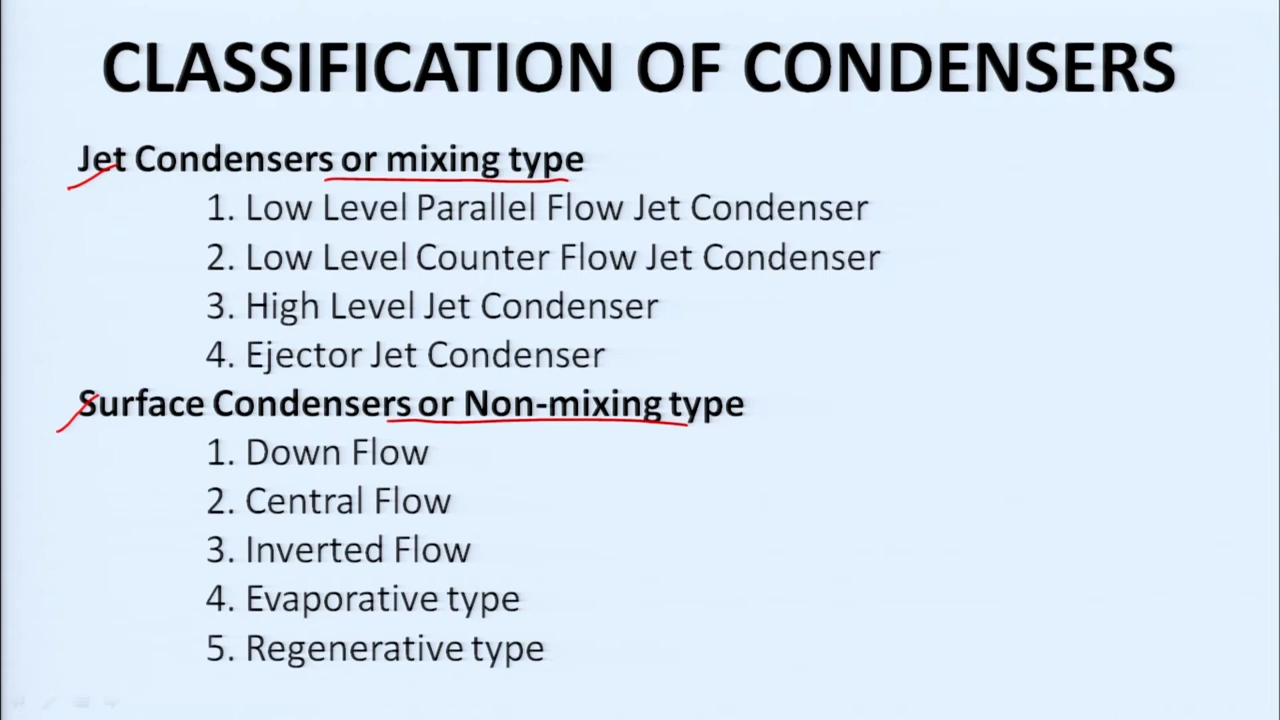 CLASSIFICATION OF CONDENSERS
Jet Condensers or mixing type
1. Low Level Parallel Flow Jet Condenser
2. Low Level Counter Flow Jet Condenser
3. High Level Jet Condenser
4. Ejector Jet Condenser
Surface Condensers or Non-mixing type
1. Down Flow
2. Central Flow
3. Inverted Flow
4. Evaporative type
5. Regenerative type